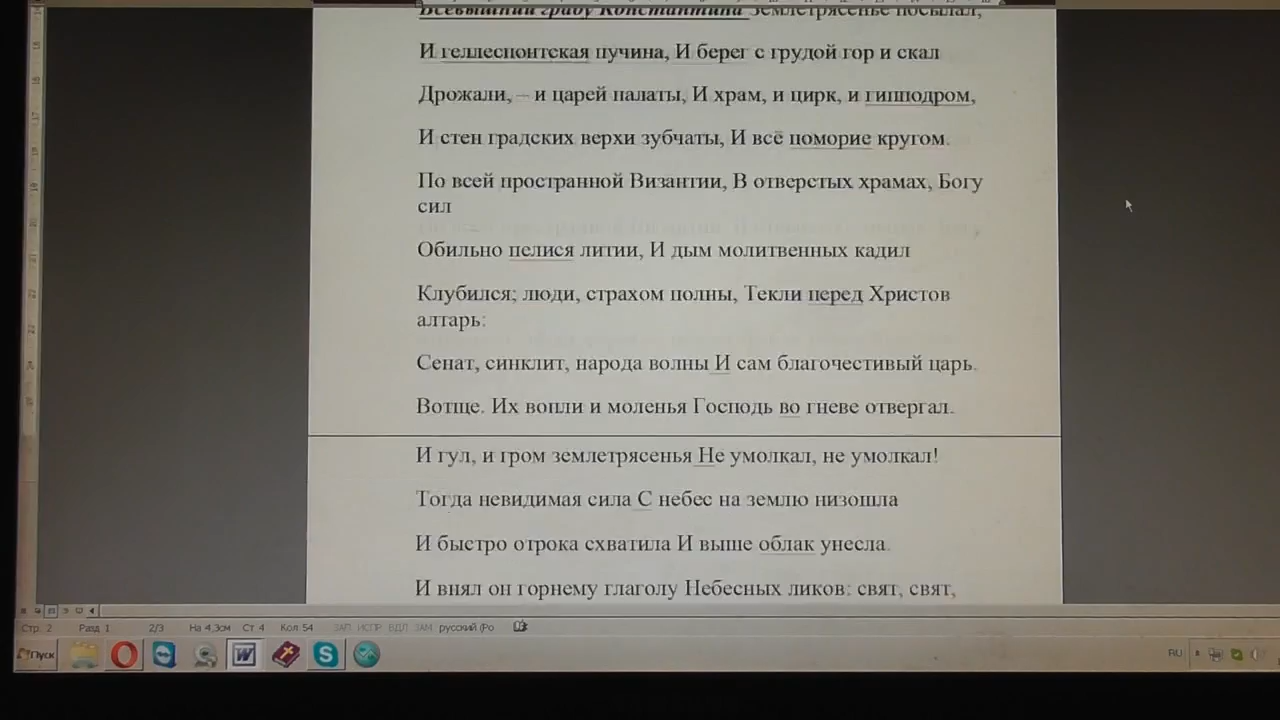 Всевышний граду Константина землетрясенье посылал,
И геллеспонтская пучина, И берег с грудой гор и скал
Дрожали, – и царей палаты, И храм, и цирк, и гипподром,
И стен градских верхи зубчаты, И всё поморие кругом.
По всей пространной Византии, В отверстых храмах, Богу
сил
Обильно пелися литии, И дым молитвенных кадил
Клубился; люди, страхом полны, Текли перед Христов
алтарь:
Сенат, синклит, народа волны И сам благочестивый царь.
Вотще. Их вопли и моленья Господь во гневе отвергал.
И гул, и гром землетрясенья Не умолкал, не умолкал!
Тогда невидимая сила С небес на землю низошла
И быстро отрока схватила И выше облак унесла.
И внял он горнему глаголу Небесных ликов: свят, свят,
Стр. 2 Разд 1 2/3 На 4,3см Ст 4 Кол 54 ЗАП ИСПР ВДЛ ЗАМ русский (Ро
Пуск RU